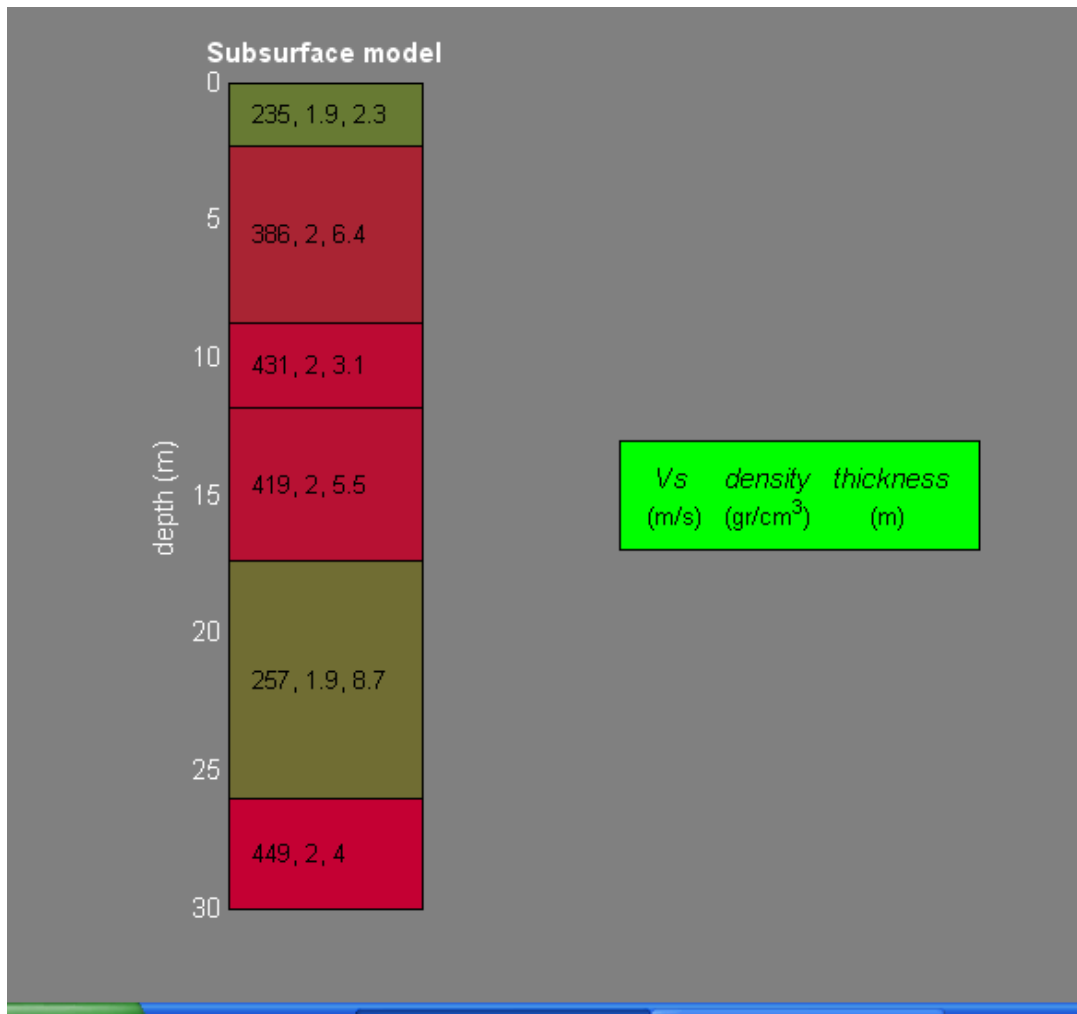 Subsurface model
0
235, 1.9, 2.3
5
386, 2, 6.4
10
431, 2, 3.1
depth (m)
15
419, 2, 5.5
20
257, 1.9, 8.7
25
449, 2, 4
30
Vs density thickness
(m/s) (gr/cm³) (m)